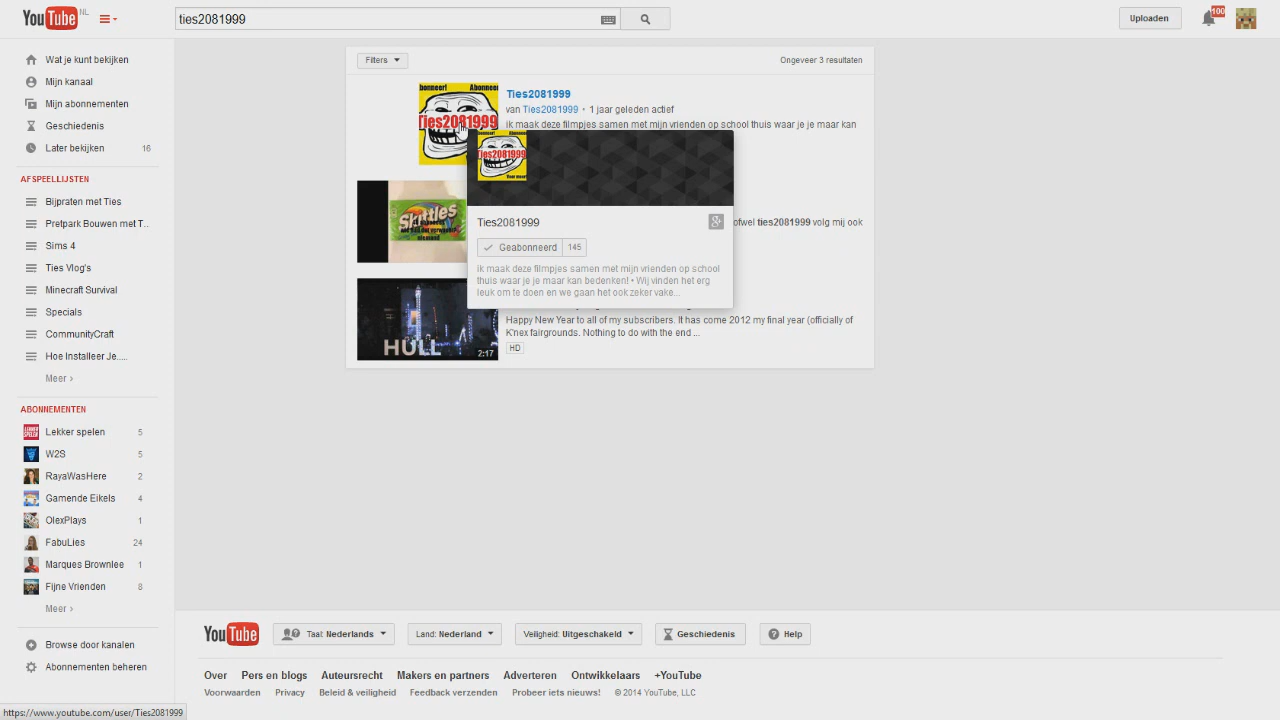 YouTube NL
ties2081999
Uploaden
100
Wat je kunt bekijken
Mijn kanaal
Mijn abonnementen
Geschiedenis
Later bekijken 16
AFSPEELLIJSTEN
Bijpraten met Ties
Pretpark Bouwen met T..
Sims 4
Ties Vlog's
Minecraft Survival
Specials
CommunityCraft
Hoe Installeer Je.....
Meer ›
ABONNEMENTEN
Lekker spelen 5
W2S 5
RayaWasHere 2
Gamende Eikels 4
OlexPlays 1
FabuLies 24
Marques Brownlee 1
Fijne Vrienden 8
Meer ›
Browse door kanalen
Abonnementen beheren
Filters
Ongeveer 3 resultaten
bonneer! Abonnee
Ties2081999
Ties2081999
van Ties2081999 • 1 jaar geleden actief
ik maak deze filmpjes samen met mijn vrienden op school thuis waar je je maar kan
Ties2081999
Ties2081999
Geabonneerd 145
ik maak deze filmpjes samen met mijn vrienden op school
thuis waar je je maar kan bedenken! • Wij vinden het erg
leuk om te doen en we gaan het ook zeker vake...
Skittles
ofwel ties2081999 volg mij ook
HULL
2:17
Happy New Year to all of my subscribers. It has come 2012 my final year (officially of
K'nex fairgrounds. Nothing to do with the end ...
HD
YouTube
Taal: Nederlands
Land: Nederland
Veiligheid: Uitgeschakeld
Geschiedenis
Help
Over Pers en blogs Auteursrecht Makers en partners Adverteren Ontwikkelaars +YouTube
Voorwaarden Privacy Beleid & veiligheid Feedback verzenden Probeer iets nieuws! © 2014 YouTube, LLC
https://www.youtube.com/user/Ties2081999